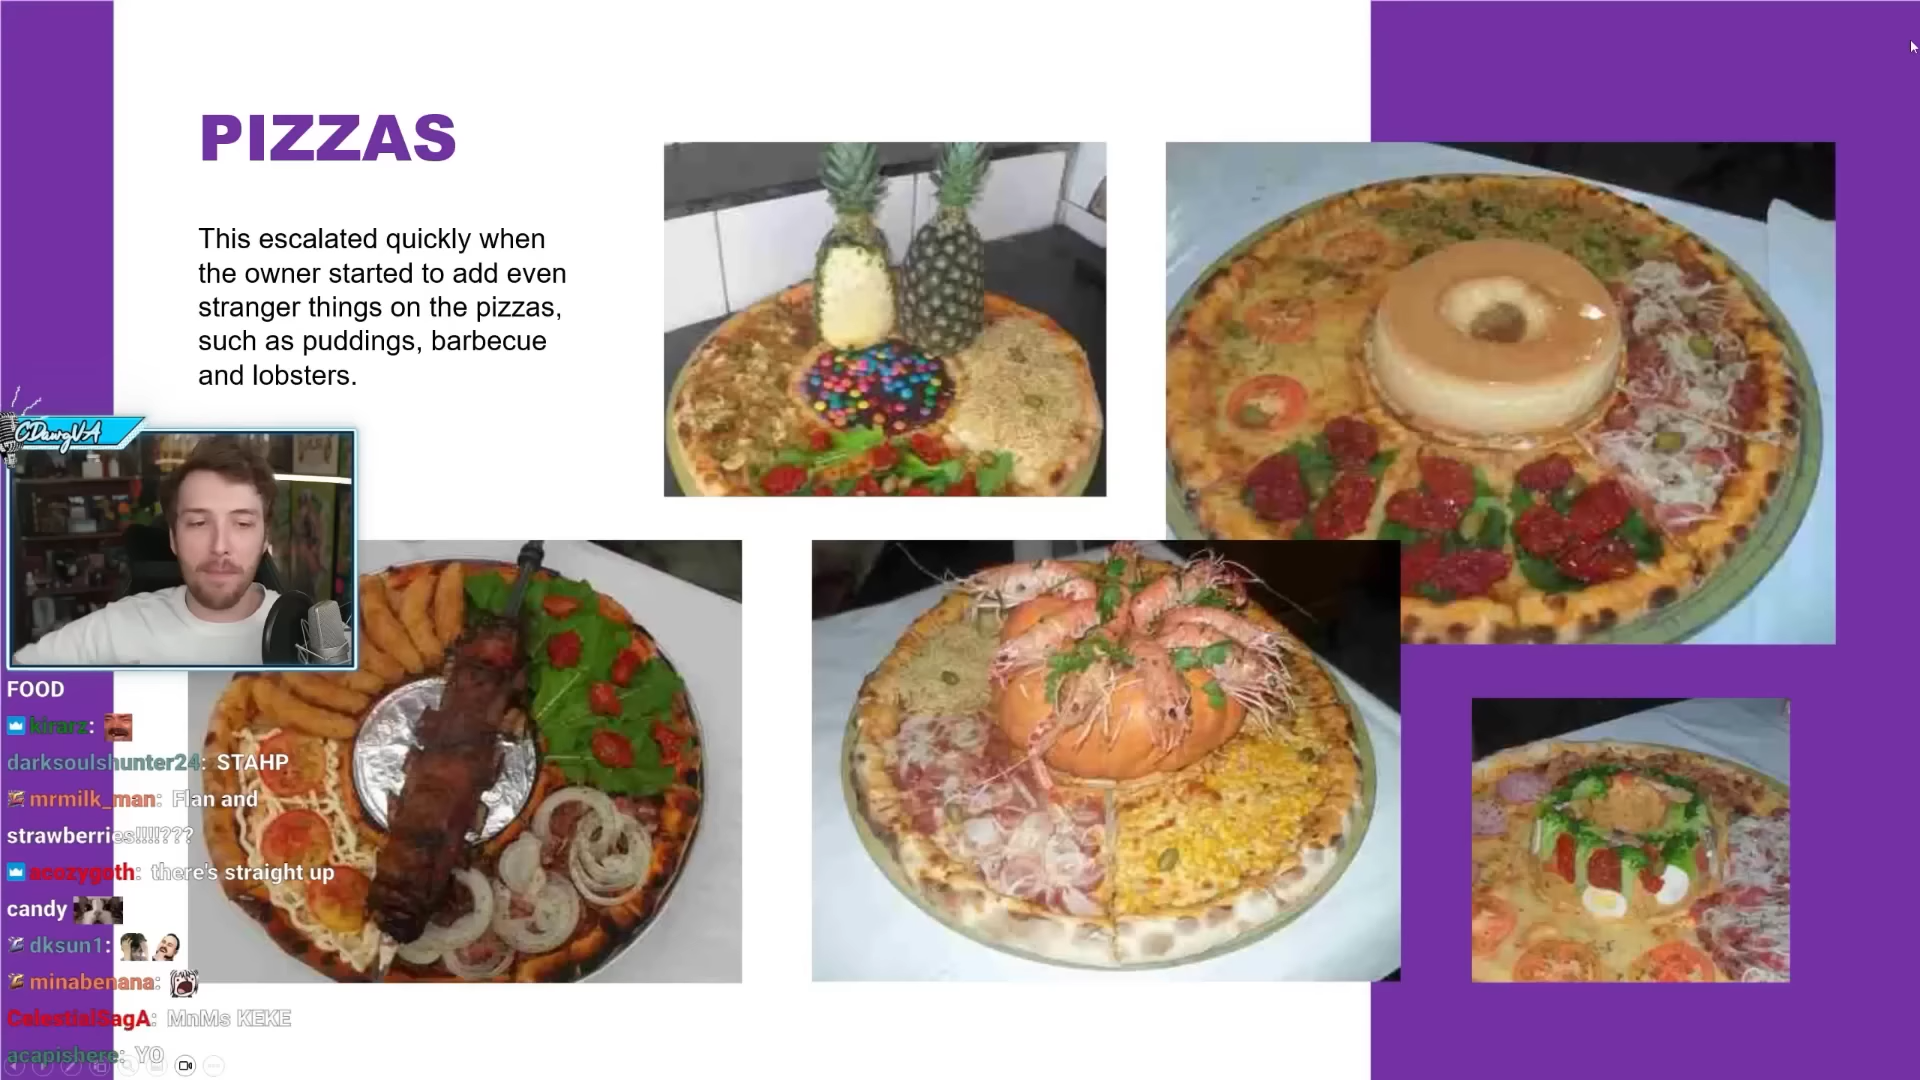 PIZZAS
This escalated quickly when
the owner started to add even
stranger things on the pizzas,
such as puddings, barbecue
and lobsters.
CDawgVA
FOOD
kirarz:
darksoulshunter24: STAHP
mrmilk_man: Flan and
strawberries!!!!???
acozygoth: there's straight up
candy
dksun1:
minabenana:
CelestialSagA: MnMs KEKE
acapishere: YO